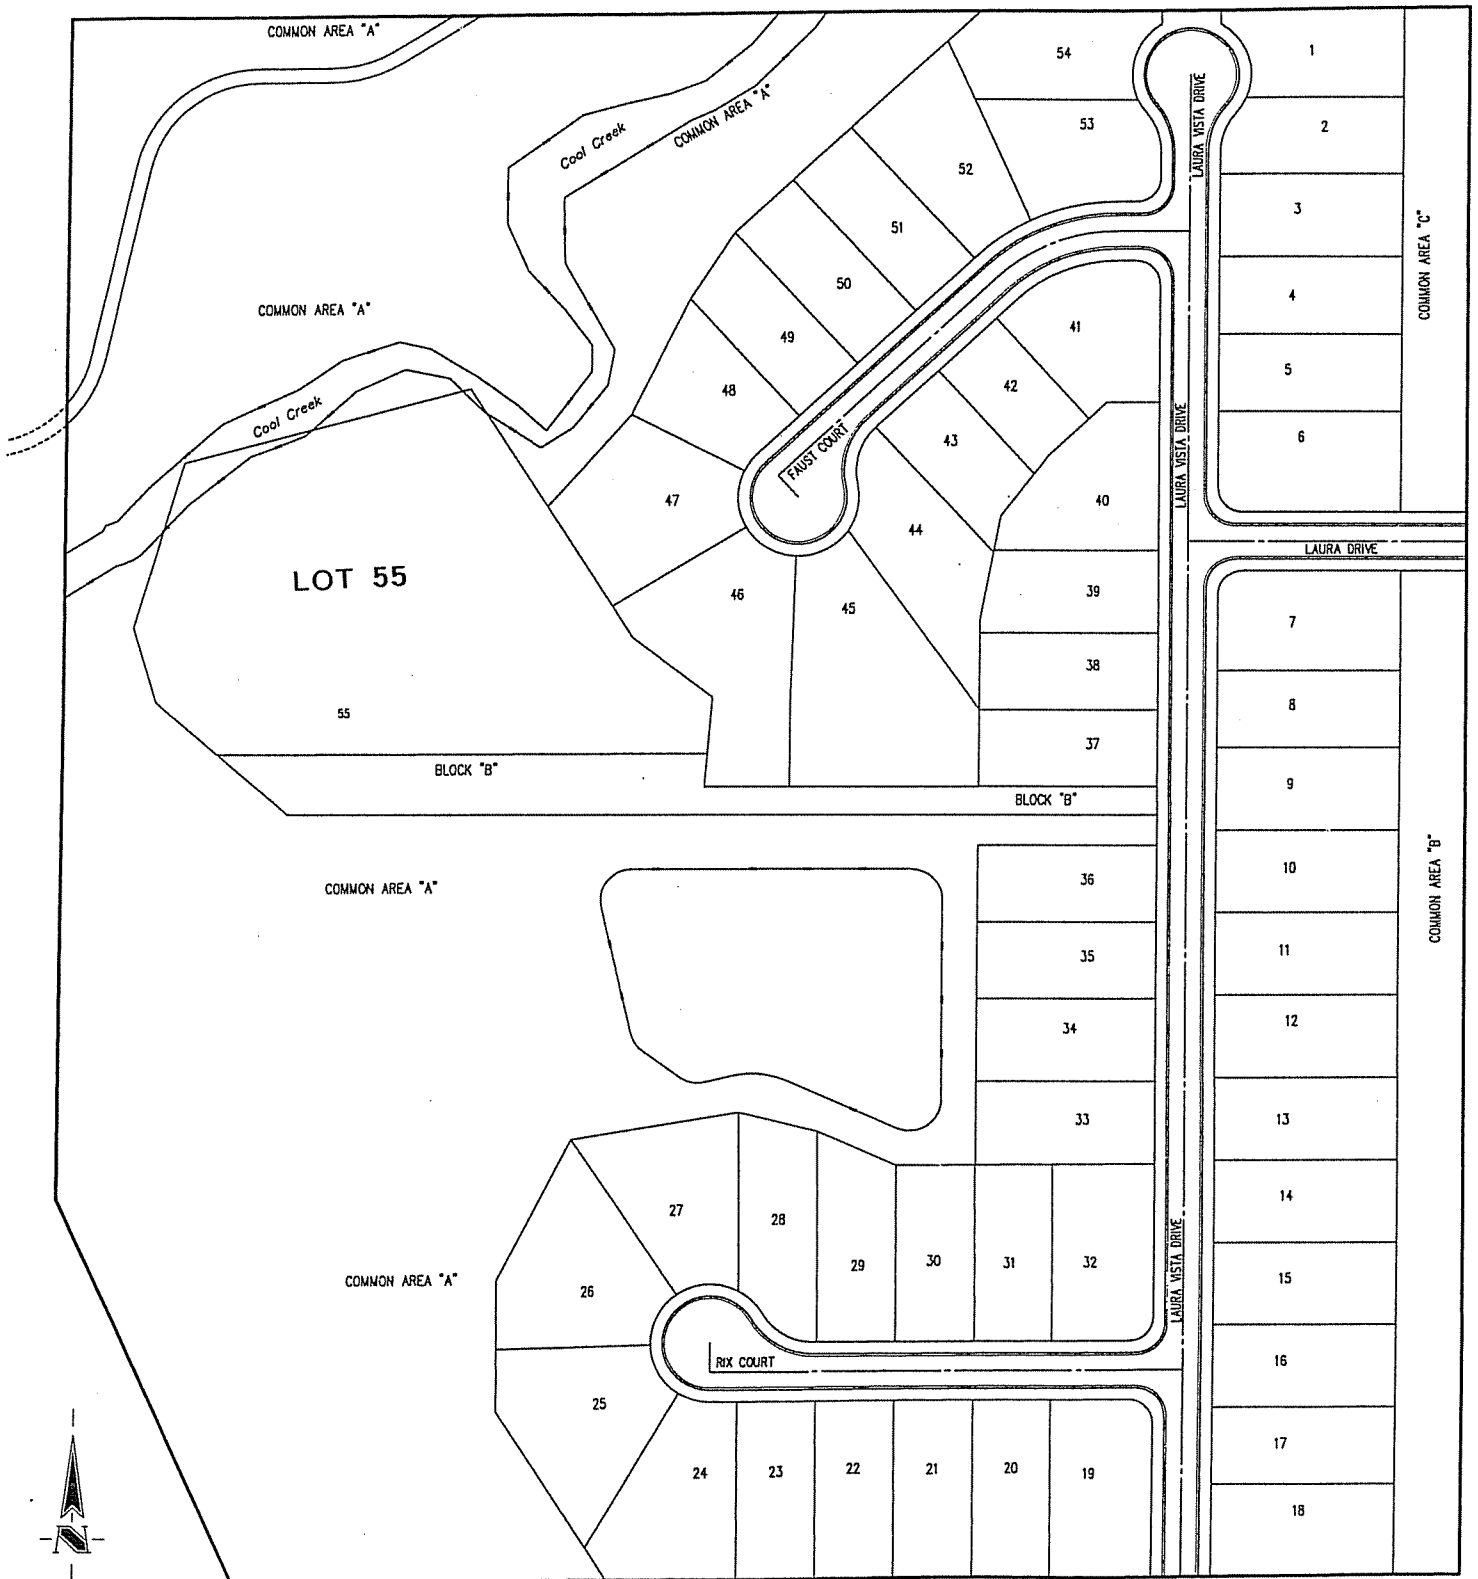 COMMON AREA "A"
54
1
LAURA VISTA DRIVE
COMMON AREA "A"
Cool Creek
53
2
52
3
COMMON AREA "C"
51
50
4
COMMON AREA "A"
49
41
5
48
42
6
Cool Creek
43
FAUST COURT
LAURA VISTA DRIVE
47
40
44
LAURA DRIVE
LOT 55
46
45
39
7
38
8
55
37
BLOCK "B"
9
BLOCK "B"
COMMON AREA "A"
36
10
COMMON AREA "B"
35
11
34
12
33
13
27
28
14
LAURA VISTA DRIVE
COMMON AREA "A"
26
29
30
31
32
15
RIX COURT
16
25
17
24
23
22
21
20
19
18
N